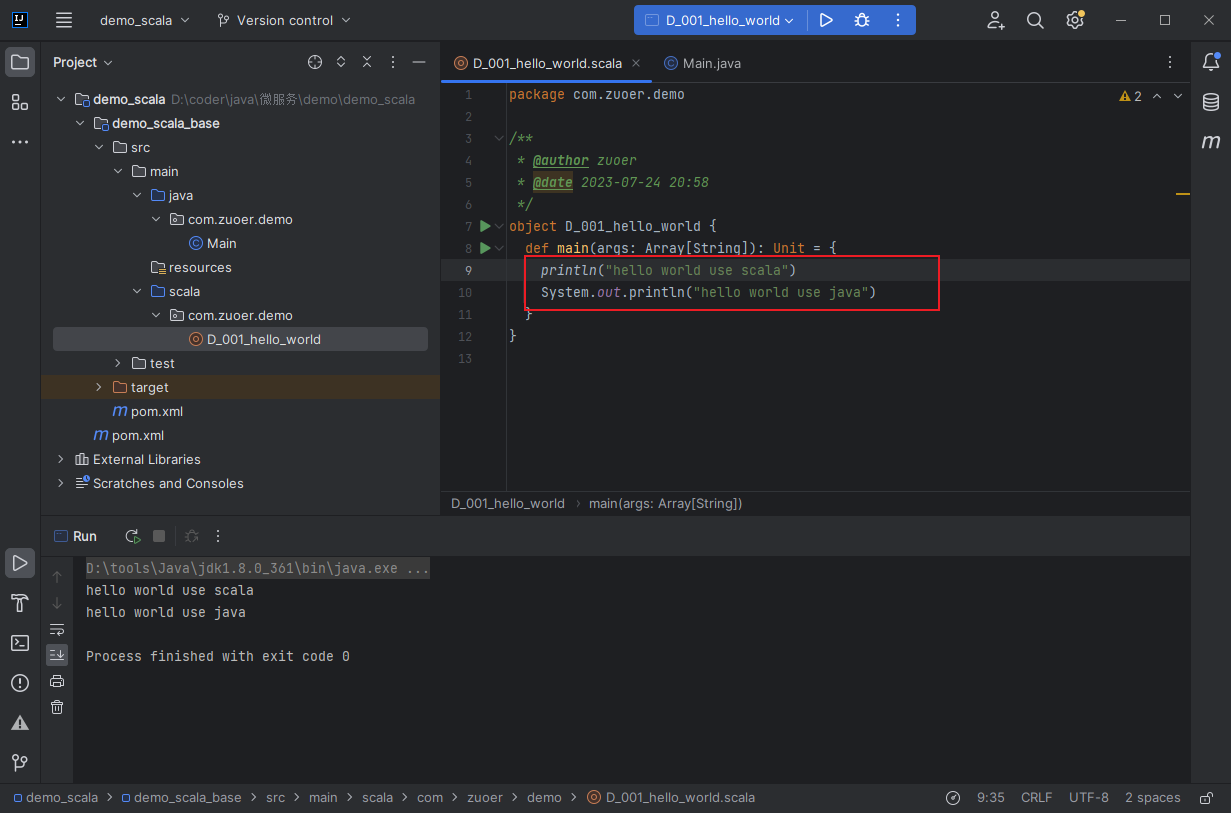 demo_scala Version control D_001_hello_world
Project
D_001_hello_world.scala Main.java
demo_scala D:\coder\java\微服务\demo\demo_scala
demo_scala_base
src
main
java
com.zuoer.demo
Main
resources
scala
com.zuoer.demo
D_001_hello_world
test
target
pom.xml
pom.xml
External Libraries
Scratches and Consoles
2
1 package com.zuoer.demo
2
3 /**
4 * @author zuoer
5 * @date 2023-07-24 20:58
6 */
7 object D_001_hello_world {
8 def main(args: Array[String]): Unit = {
9 println("hello world use scala")
10 System.out.println("hello world use java")
11 }
12 }
13
D_001_hello_world main(args: Array[String])
Run
D:\tools\Java\jdk1.8.0_361\bin\java.exe ...
hello world use scala
hello world use java
Process finished with exit code 0
demo_scala demo_scala_base src main scala com zuoer demo D_001_hello_world.scala 9:35 CRLF UTF-8 2 spaces